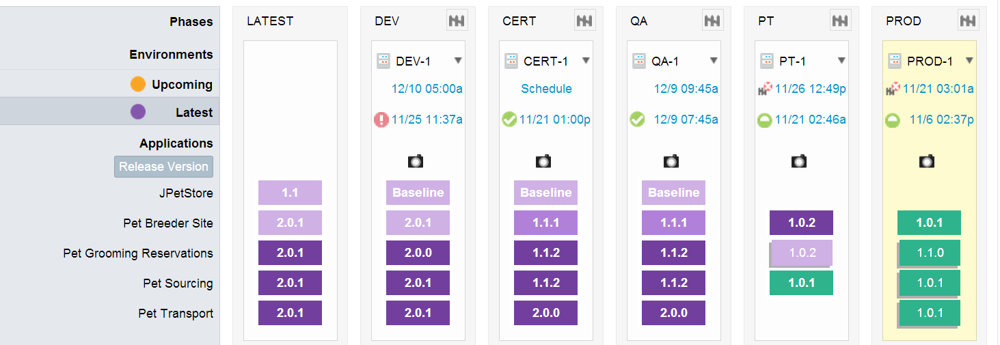 Phases LATEST DEV CERT QA PT PROD
Environments DEV-1 CERT-1 QA-1 PT-1 PROD-1
Upcoming 12/10 05:00a Schedule 12/9 09:45a 11/26 12:49p 11/21 03:01a
Latest 11/25 11:37a 11/21 01:00p 12/9 07:45a 11/21 02:46a 11/6 02:37p
Applications
Release Version
JPetStore 1.1 Baseline Baseline Baseline
Pet Breeder Site 2.0.1 2.0.1 1.1.1 1.1.1 1.0.2 1.0.1
Pet Grooming Reservations 2.0.1 2.0.0 1.1.2 1.1.2 1.0.2 1.1.0
Pet Sourcing 2.0.1 2.0.1 1.1.2 1.1.2 1.0.1 1.0.1
Pet Transport 2.0.1 2.0.1 2.0.0 2.0.0 1.0.1